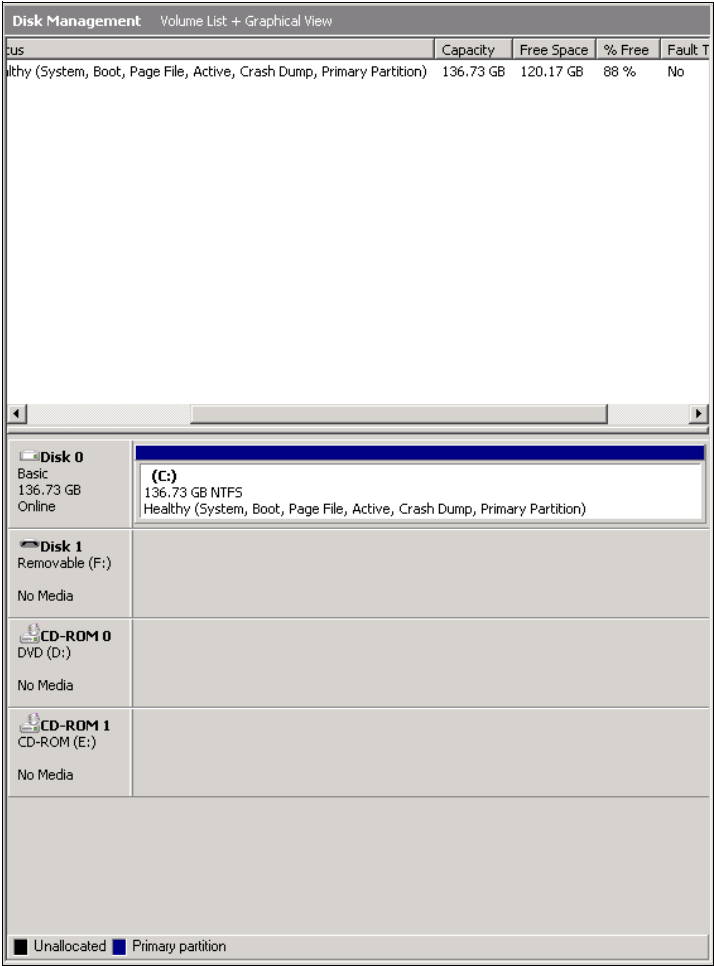 Disk Management Volume List + Graphical View
tus Capacity Free Space % Free Fault T
lthy (System, Boot, Page File, Active, Crash Dump, Primary Partition) 136.73 GB 120.17 GB 88 % No
Disk 0
Basic
136.73 GB
Online
(C:)
136.73 GB NTFS
Healthy (System, Boot, Page File, Active, Crash Dump, Primary Partition)
Disk 1
Removable (F:)
No Media
CD-ROM 0
DVD (D:)
No Media
CD-ROM 1
CD-ROM (E:)
No Media
Unallocated Primary partition